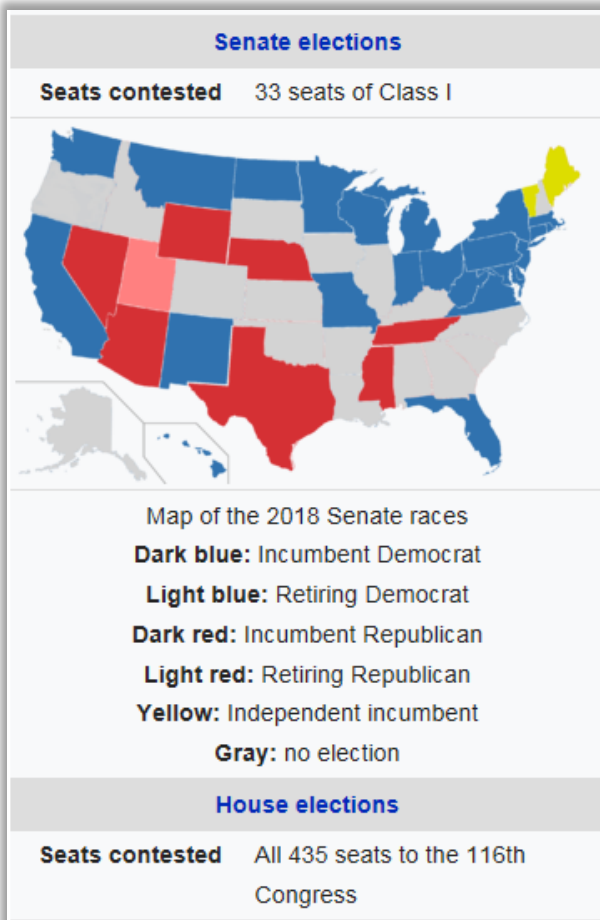 Senate elections
Seats contested 33 seats of Class I
Map of the 2018 Senate races
Dark blue: Incumbent Democrat
Light blue: Retiring Democrat
Dark red: Incumbent Republican
Light red: Retiring Republican
Yellow: Independent incumbent
Gray: no election
House elections
Seats contested All 435 seats to the 116th
Congress